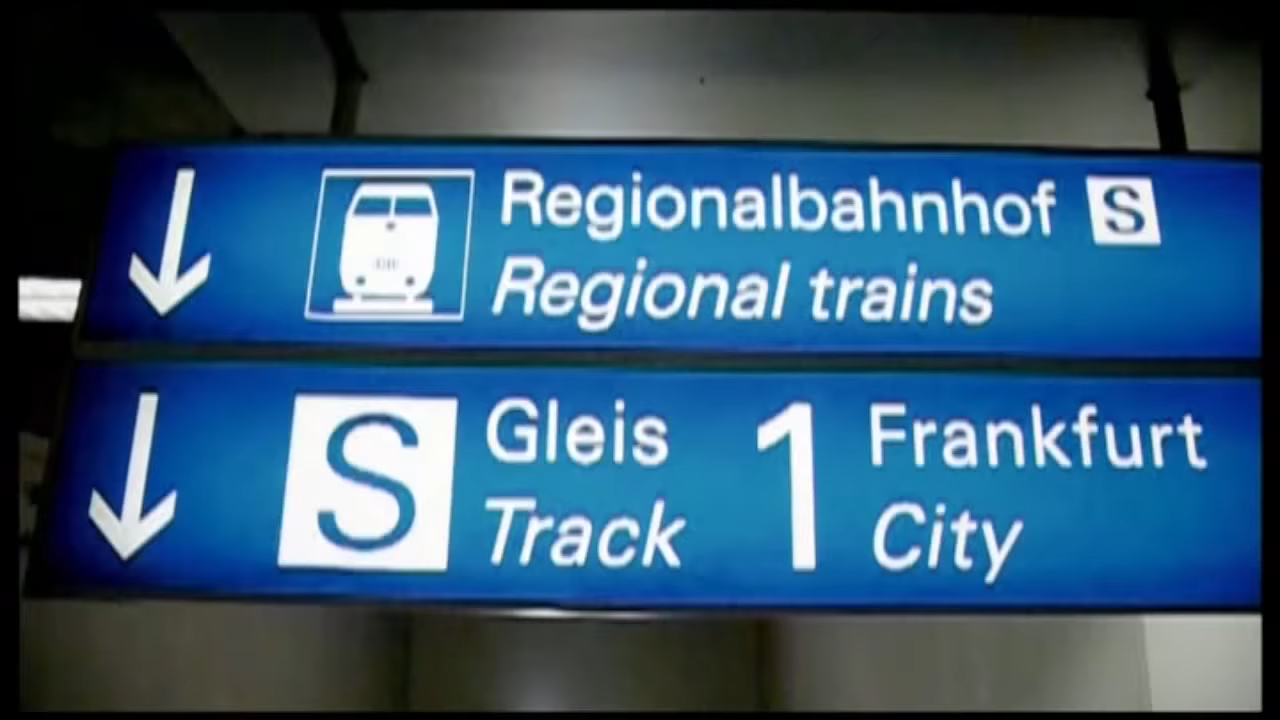 Regionalbahnhof S
Regional trains
S Gleis 1 Frankfurt
Track City